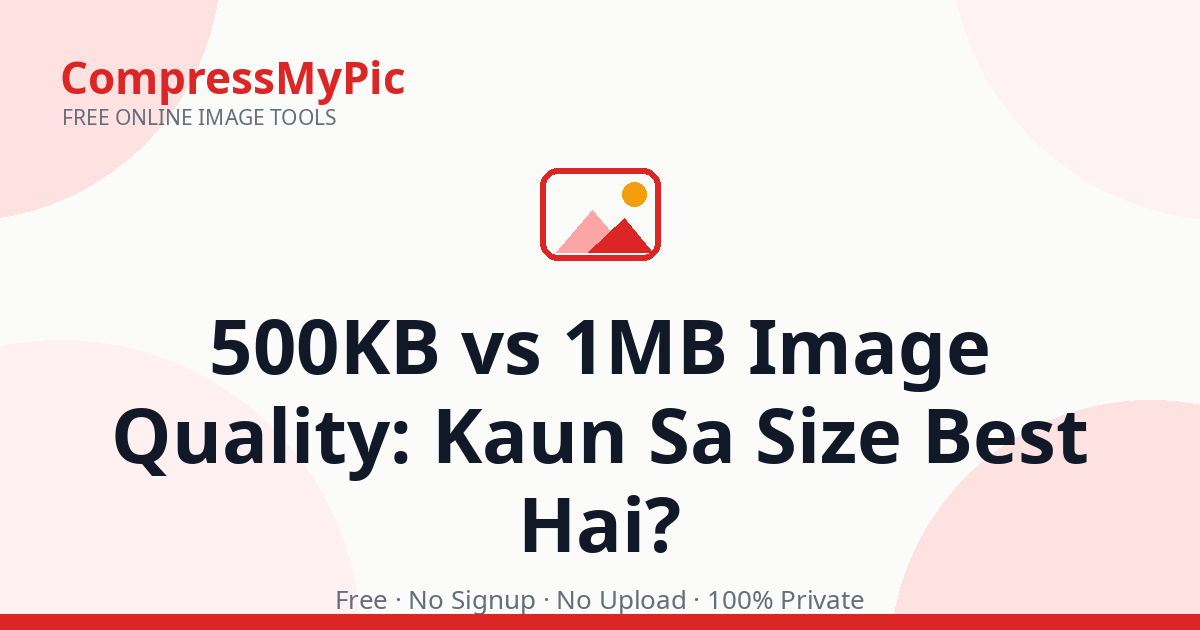 CompressMyPic
FREE ONLINE IMAGE TOOLS
500KB vs 1MB Image
Quality: Kaun Sa Size Best
Hai?
Free · No Signup · No Upload · 100% Private